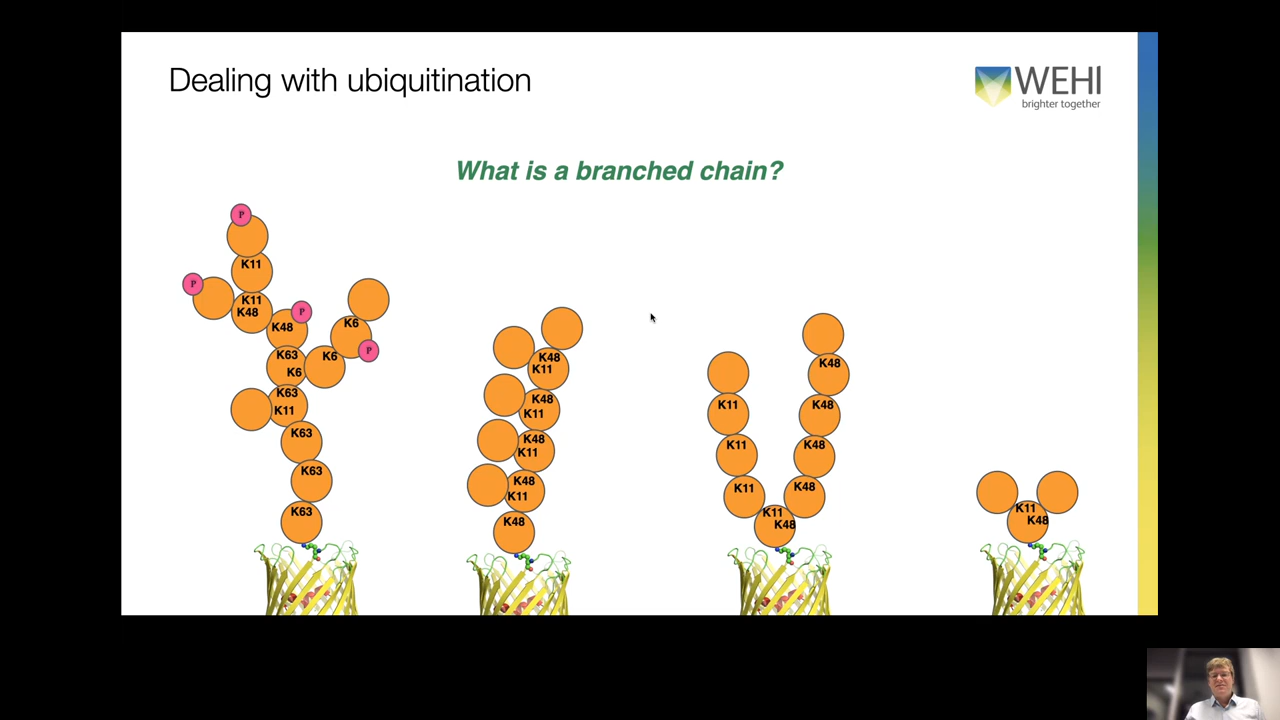 Dealing with ubiquitination
WEHI
brighter together
What is a branched chain?
P
K11
P
K11
K48
P
K48
K6
P
K63
K6
K6
K63
K11
K63
K63
K63
K48
K11
K48
K11
K48
K11
K48
K11
K48
K11
K11
K11
K11
K48
K48
K48
K48
K48
K11
K48